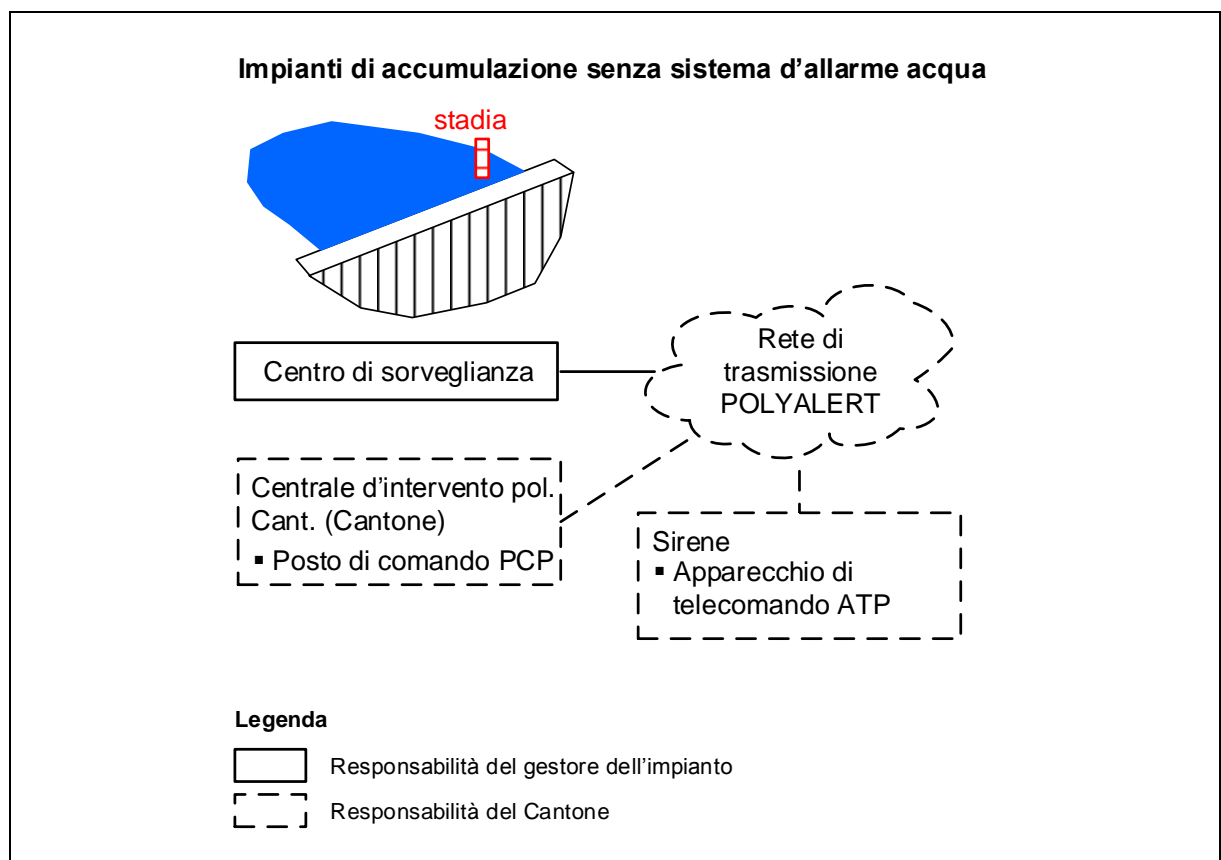 Impianti di accumulazione senza sistema d'allarme acqua
stadia
Centro di sorveglianza
Rete di
trasmissione
POLYALERT
Centrale d'intervento pol.
Cant. (Cantone)
▪ Posto di comando PCP
Sirene
▪ Apparecchio di
telecomando ATP
Legenda
Responsabilità del gestore dell'impianto
Responsabilità del Cantone